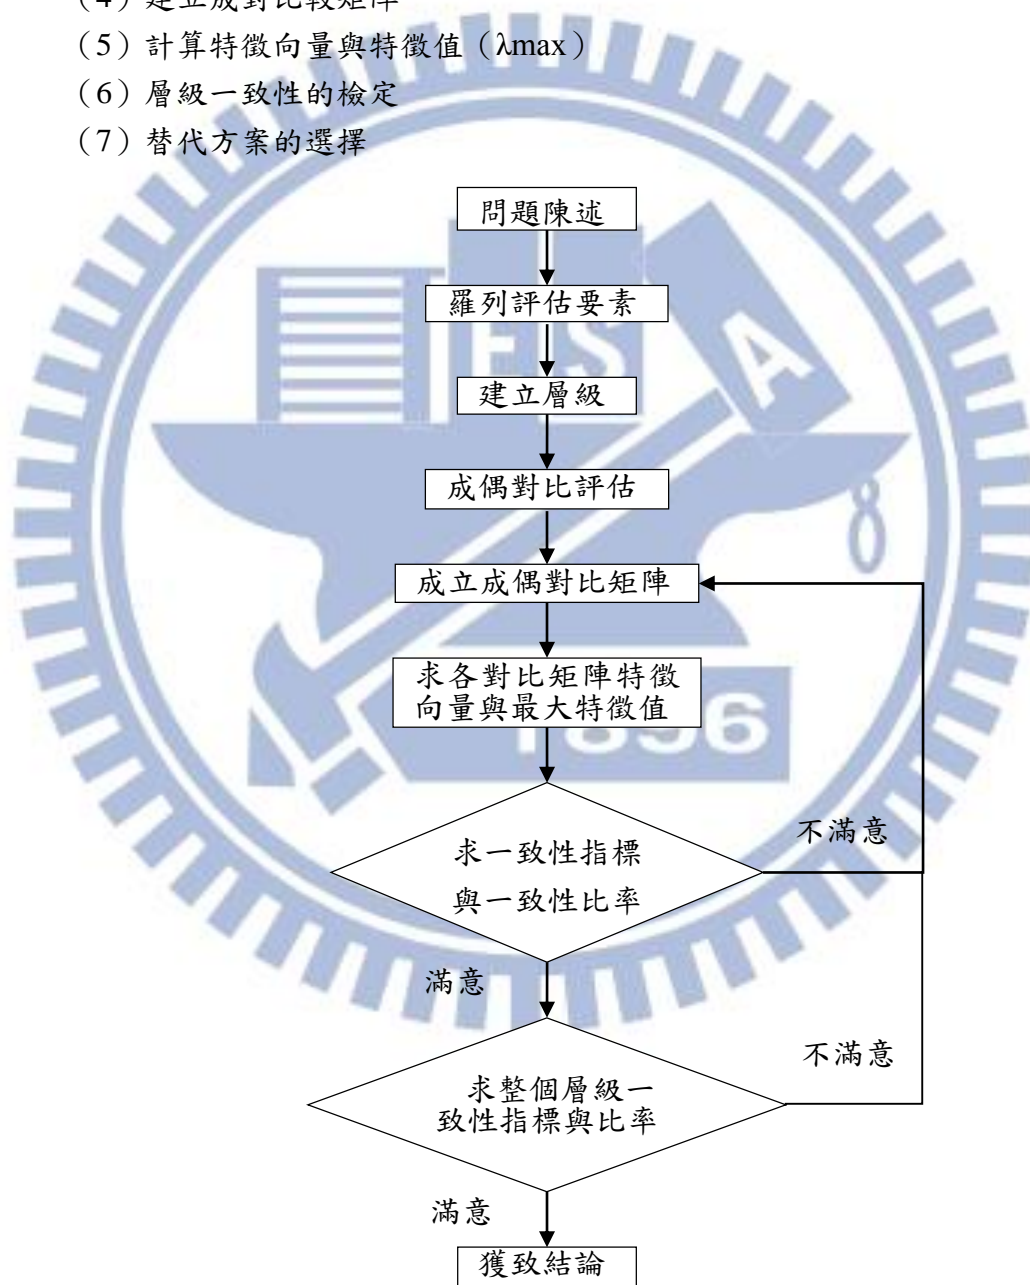 （4）建立成對比較矩陣
（5）計算特徵向量與特徵值（λmax）
（6）層級一致性的檢定
（7）替代方案的選擇
問題陳述
羅列評估要素
E S
A
建立層級
成偶對比評估
成立成偶對比矩陣
求各對比矩陣特徵
向量與最大特徵值
1896
不滿意
求一致性指標
與一致性比率
滿意
不滿意
求整個層級一
致性指標與比率
滿意
獲致結論